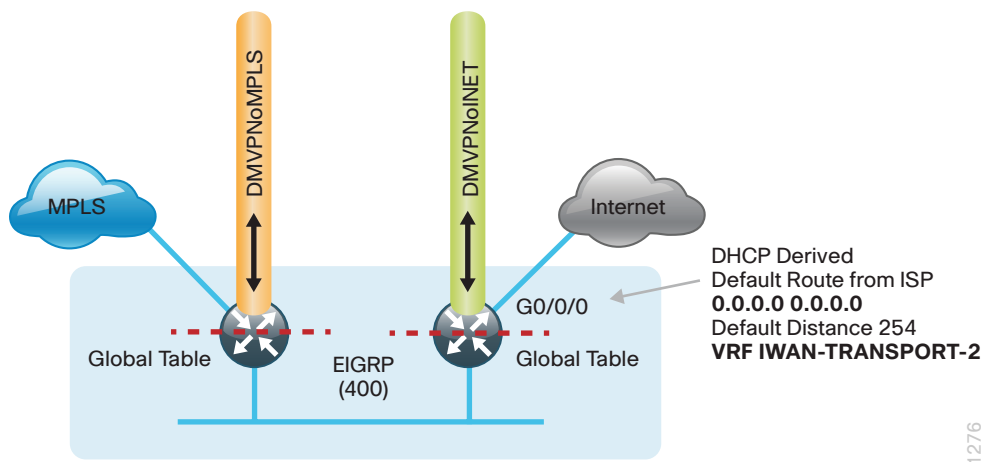 DMVPNoMPLS
DMVPNoINET
MPLS
Internet
DHCP Derived
Default Route from ISP
0.0.0.0 0.0.0.0
Default Distance 254
VRF IWAN-TRANSPORT-2
G0/0/0
Global Table
EIGRP
(400)
Global Table
1276